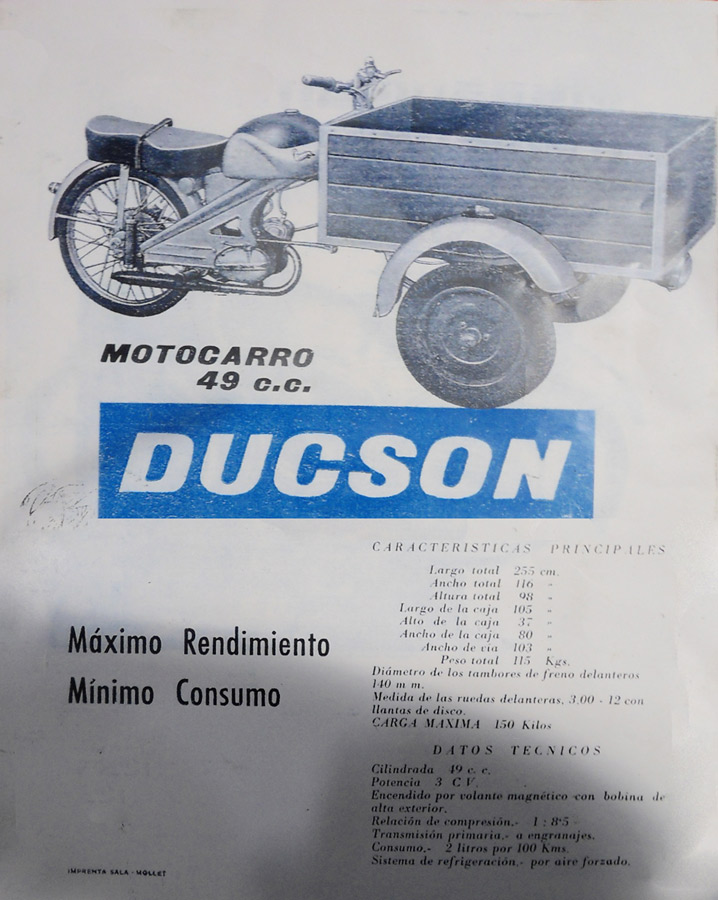 MOTOCARRO
49 c.c.
DUCSON
Máximo Rendimiento
Mínimo Consumo
CARACTERISTICAS PRINCIPALES
Largo total 255 cm.
Ancho total 116 "
Altura total 98 "
Largo de la caja 105 "
Alto de la caja 37 "
Ancho de la caja 80 "
Ancho de via 103 "
Peso total 115 Kgs.
Diámetro de los tambores de freno delanteros
140 m m.
Medida de las ruedas delanteras, 3,00 - 12 con
llantas de disco.
CARGA MAXIMA 150 Kilos
DATOS TECNICOS
Cilindrada 49 c. c.
Potencia 3 C V.
Encendido por volante magnético con bobina de
alta exterior.
Relación de compresión.- 1 : 8'5
Transmisión primaria.- a engranajes.
Consumo.- 2 litros por 100 Kms.
Sistema de refrigeración.- por aire forzado.
IMPRENTA SALA - MOLLET